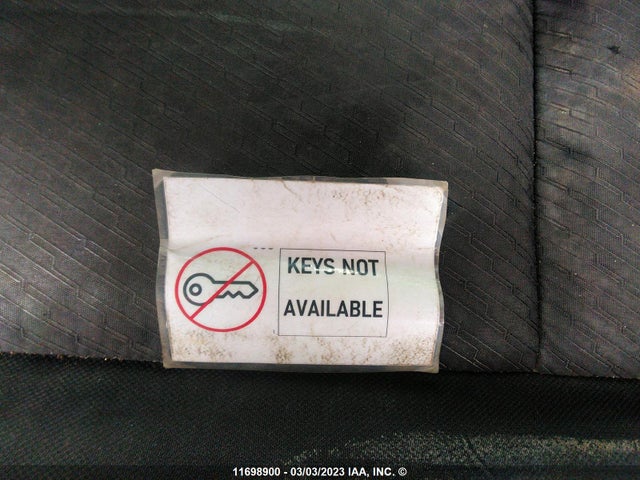 KEYS NOT
AVAILABLE
11698900 - 03/03/2023 IAA, INC. ©